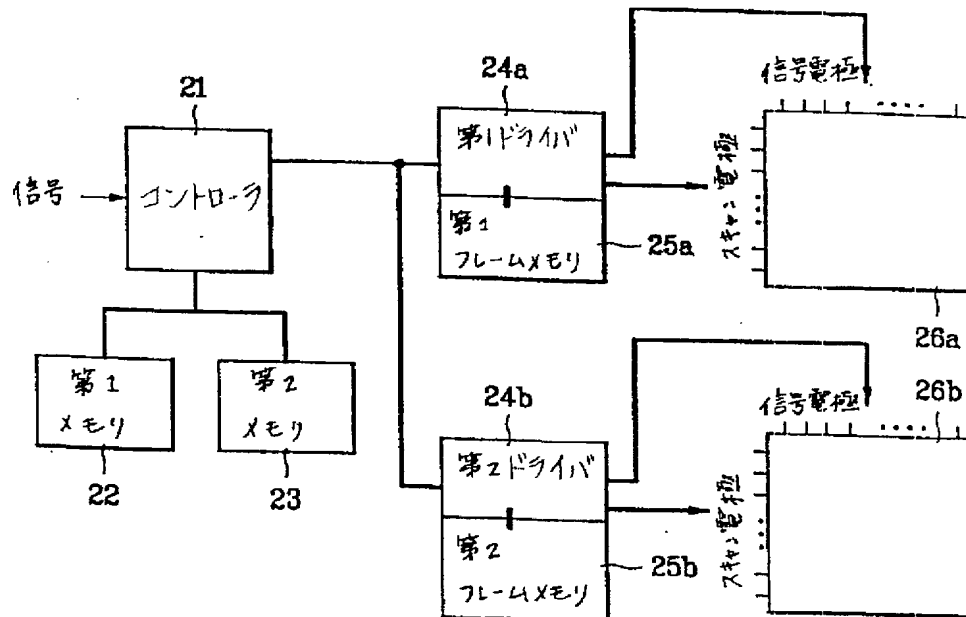 21
信号
コントローラ
第1
メモリ
22
第2
メモリ
23
24a
第1ドライバ
第1
フレームメモリ
25a
信号電極
スキャン電極
26a
24b
第2ドライバ
第2
フレームメモリ
25b
信号電極
スキャン電極
26b